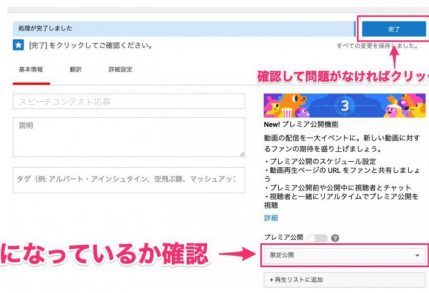 処理が完了しました
完了
[完了] をクリックしてご確認ください。
すべての変更を保存しました。
基本情報
翻訳
詳細設定
確認して問題がなければクリッ
スピーチコンテスト応募
説明
タグ (例: アルバート・アインシュタイン、空飛ぶ豚、マッシュアッ
3
New! プレミア公開機能
動画の配信を一大イベントに。新しい動画に対す
るファンの期待を盛り上げましょう。
・プレミア公開のスケジュール設定
・動画再生ページの URL をファンと共有しましょ
う
・プレミア公開前や公開中に視聴者とチャット
・視聴者と一緒にリアルタイムでプレミア公開を
視聴
詳細
プレミア公開
になっているか確認
限定公開
+ 再生リストに追加